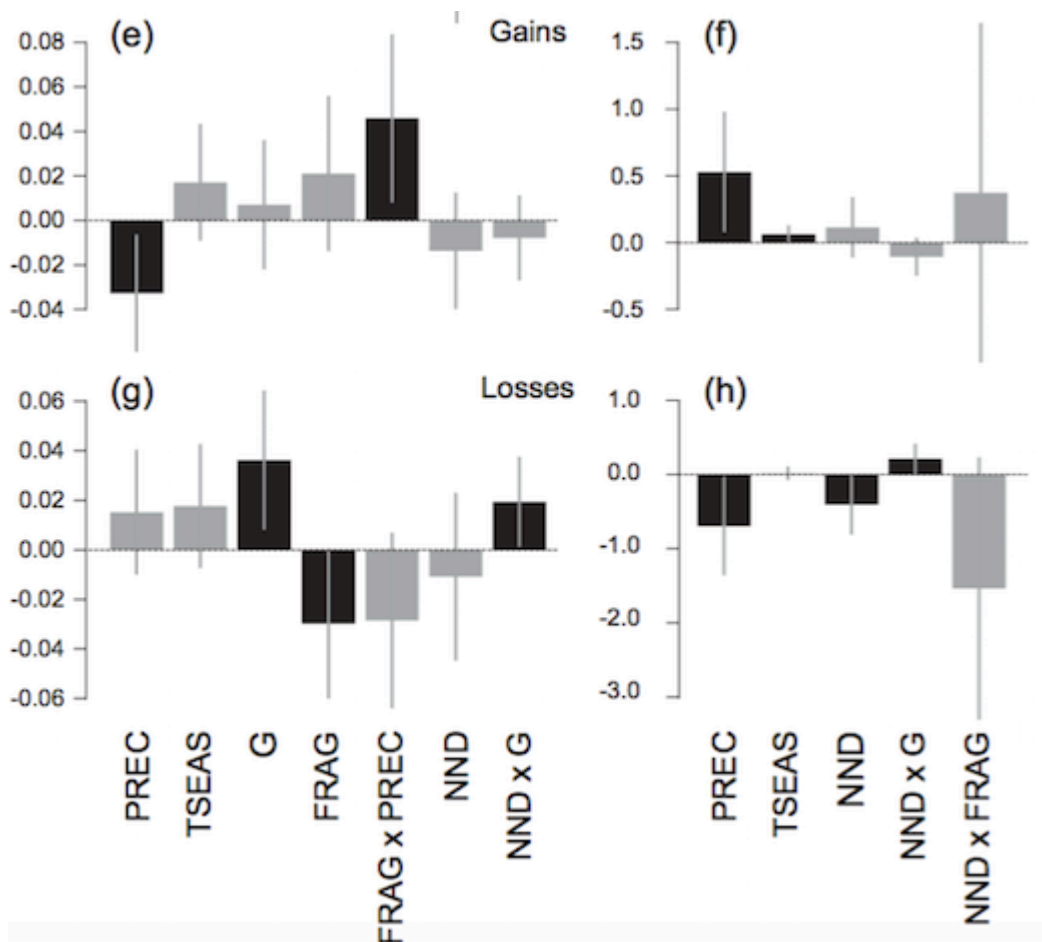 (e)
Gains
0.08
0.06
0.04
0.02
0.00
-0.02
-0.04
(f)
1.5
1.0
0.5
0.0
-0.5
(g)
Losses
0.06
0.04
0.02
0.00
-0.02
-0.04
-0.06
(h)
1.0
0.0
-1.0
-2.0
-3.0
PREC
TSEAS
G
FRAG
FRAG x PREC
NND
NND x G
PREC
TSEAS
NND
NND x G
NND x FRAG